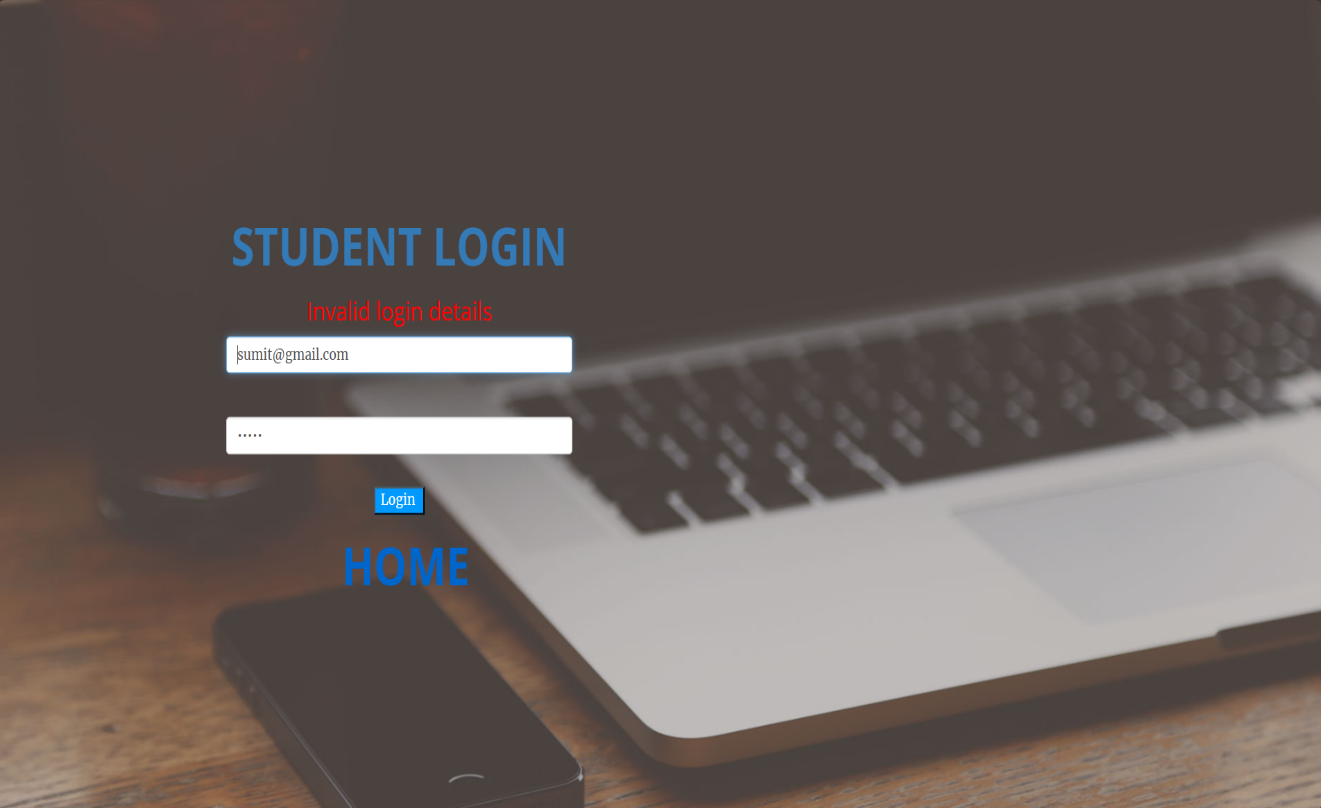 STUDENT LOGIN
Invalid login details
sumit@gmail.com
•••••
Login
HOME